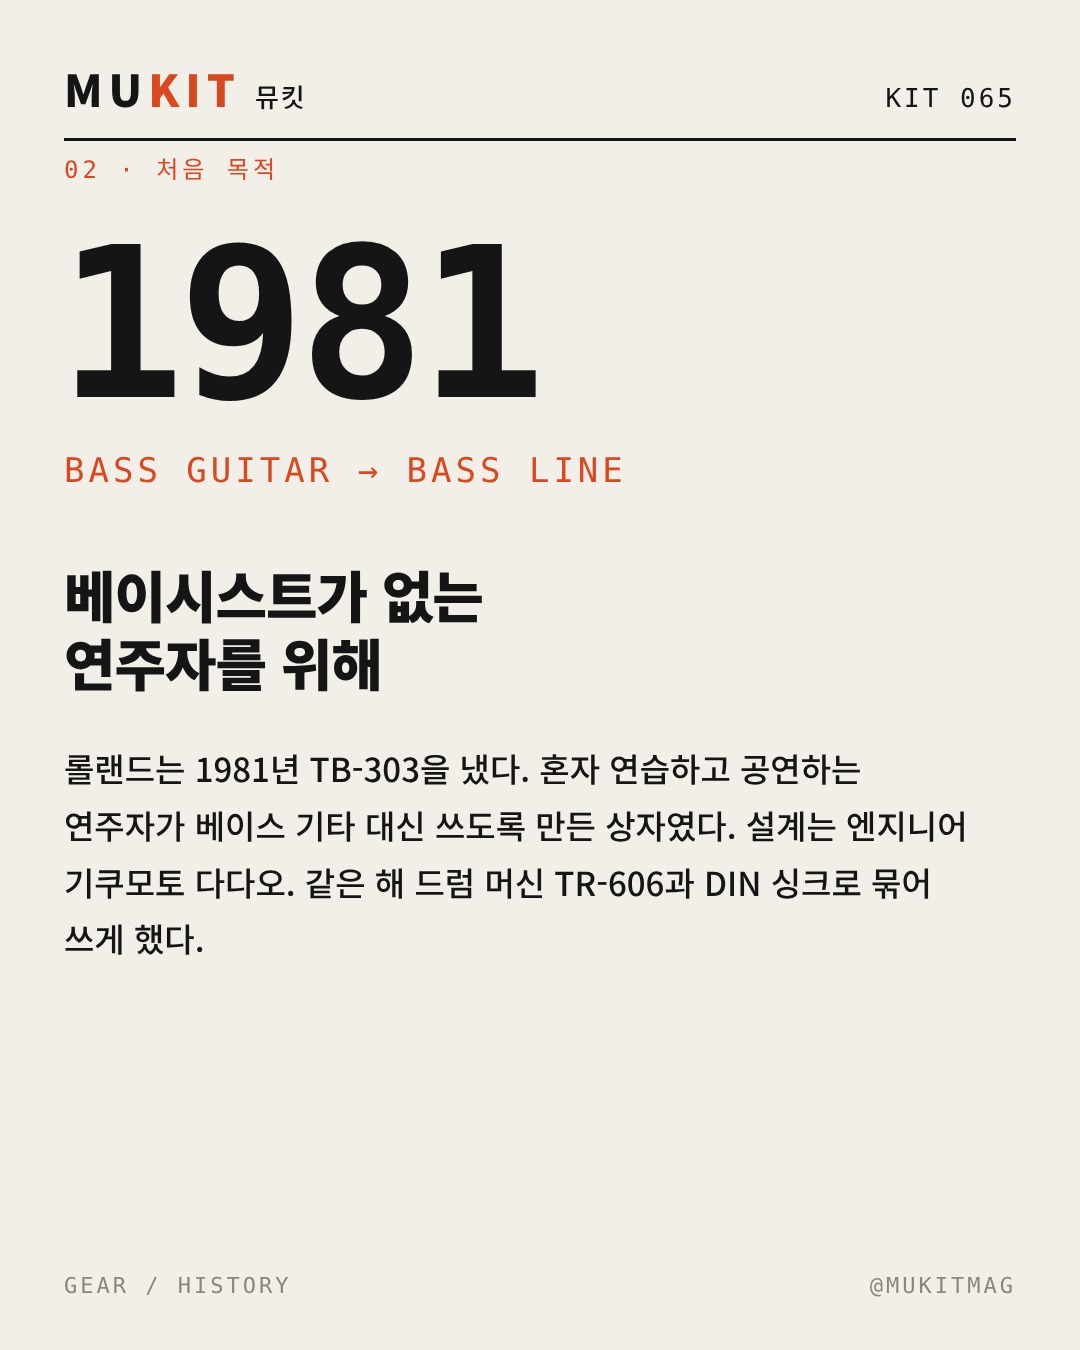 MUKIT 뮤킷
KIT 065
02 · 처음 목적
1981
BASS GUITAR → BASS LINE
베이시스트가 없는
연주자를 위해
롤랜드는 1981년 TB-303을 냈다. 혼자 연습하고 공연하는
연주자가 베이스 기타 대신 쓰도록 만든 상자였다. 설계는 엔지니어
기쿠모토 다다오. 같은 해 드럼 머신 TR-606과 DIN 싱크로 묶어
쓰게 했다.
GEAR / HISTORY
@MUKITMAG